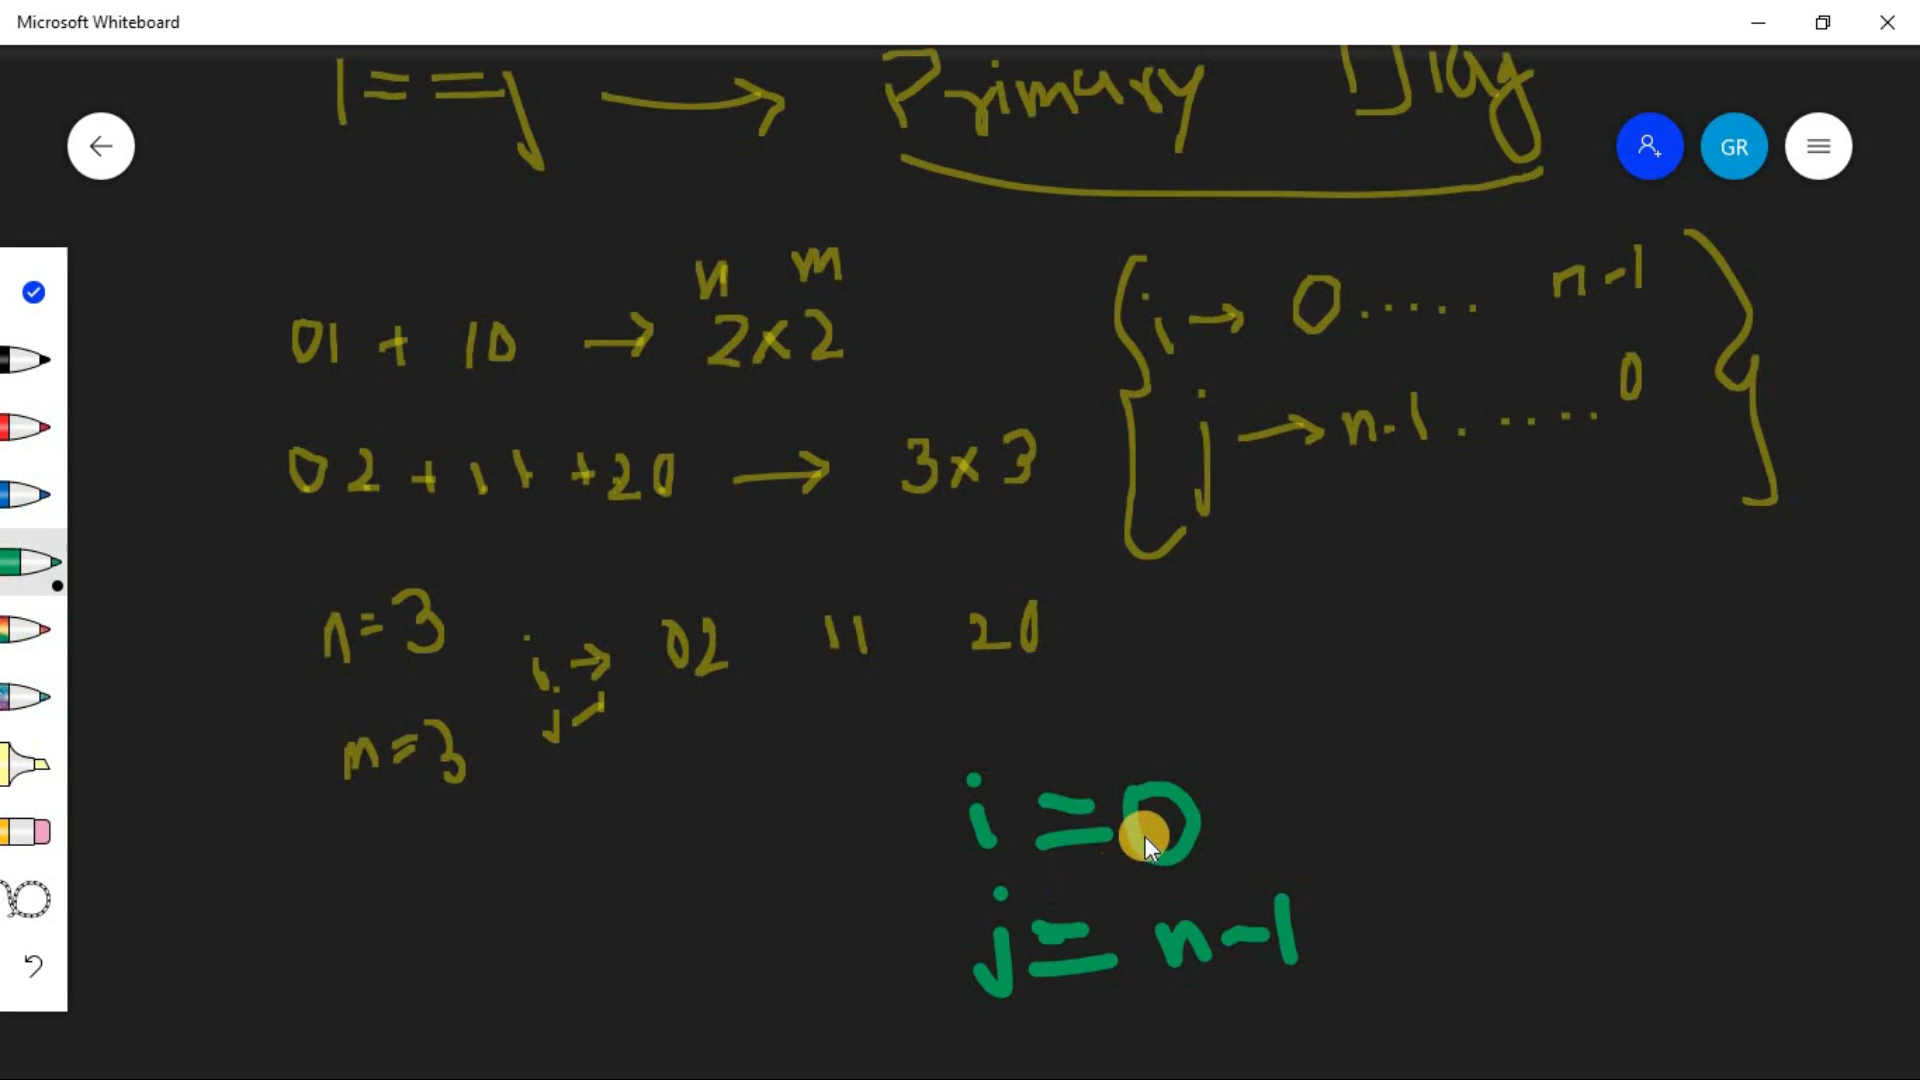 Microsoft Whiteboard
i==j → Primary Diag
GR
n m
01 + 10 → 2x2
i → 0 ..... n-1
02 + 11 + 20 → 3x3
j → n-1 . .... 0
n=3 i → 02 11 20
j
m=3
i = 0
j = n-1